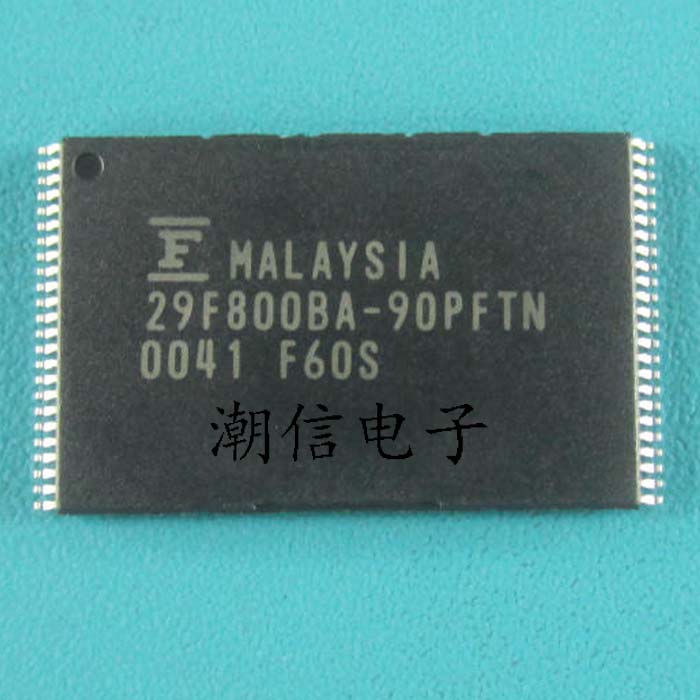 F MALAYSIA
29F800BA-90PFTN
0041 F60S
潮信电子